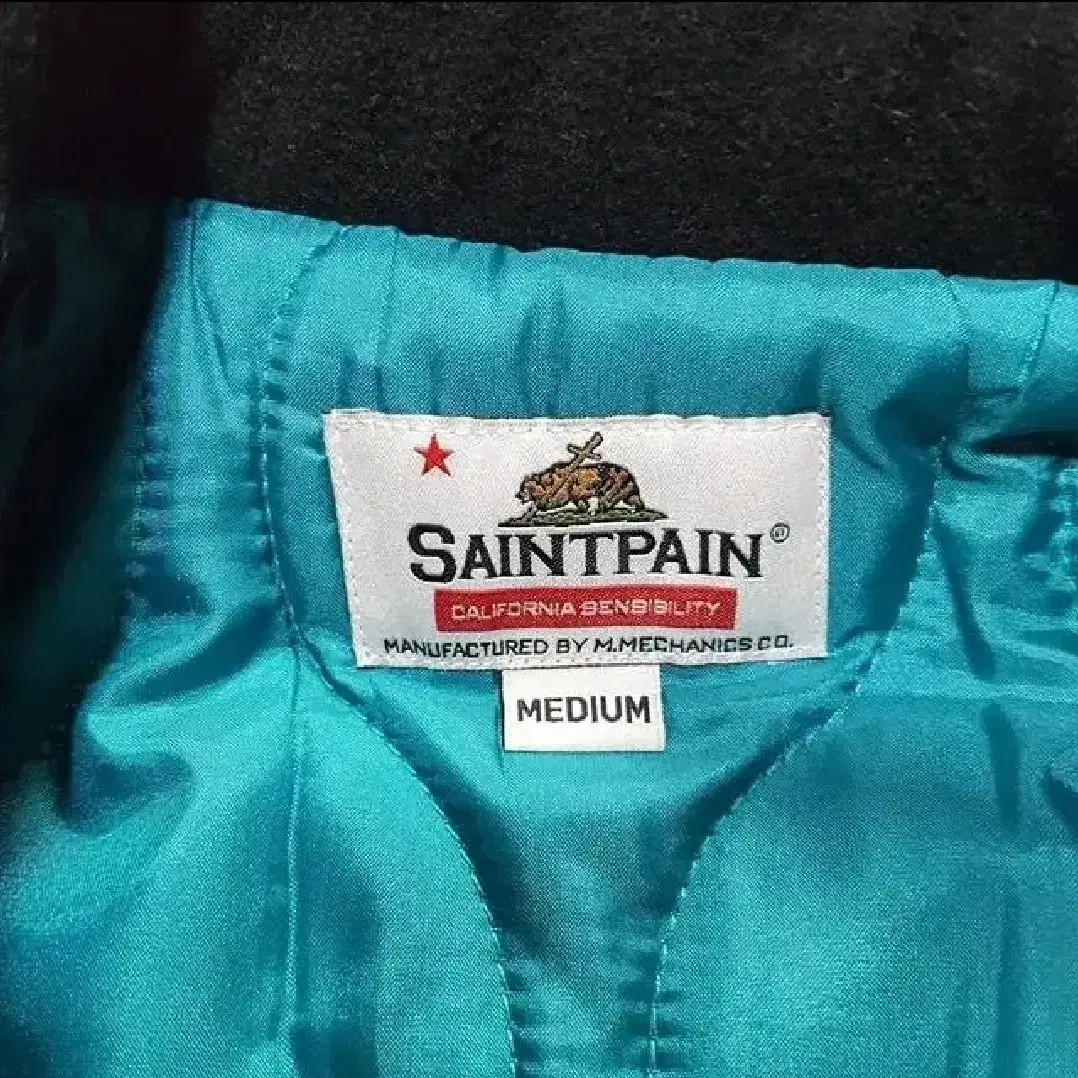 SAINTPAIN®
CALIFORNIA SENSIBILITY
MANUFACTURED BY M.MECHANICS CO.
MEDIUM